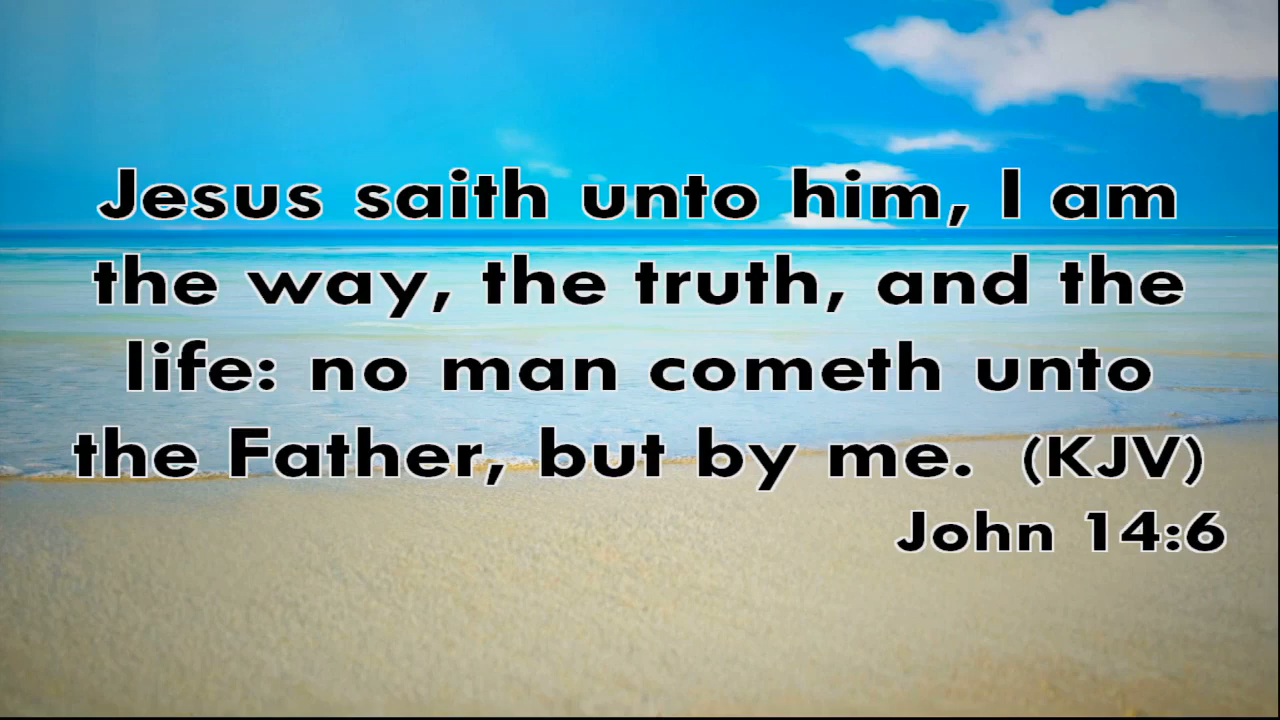 Jesus saith unto him, I am
the way, the truth, and the
life: no man cometh unto
the Father, but by me. (KJV)
John 14:6